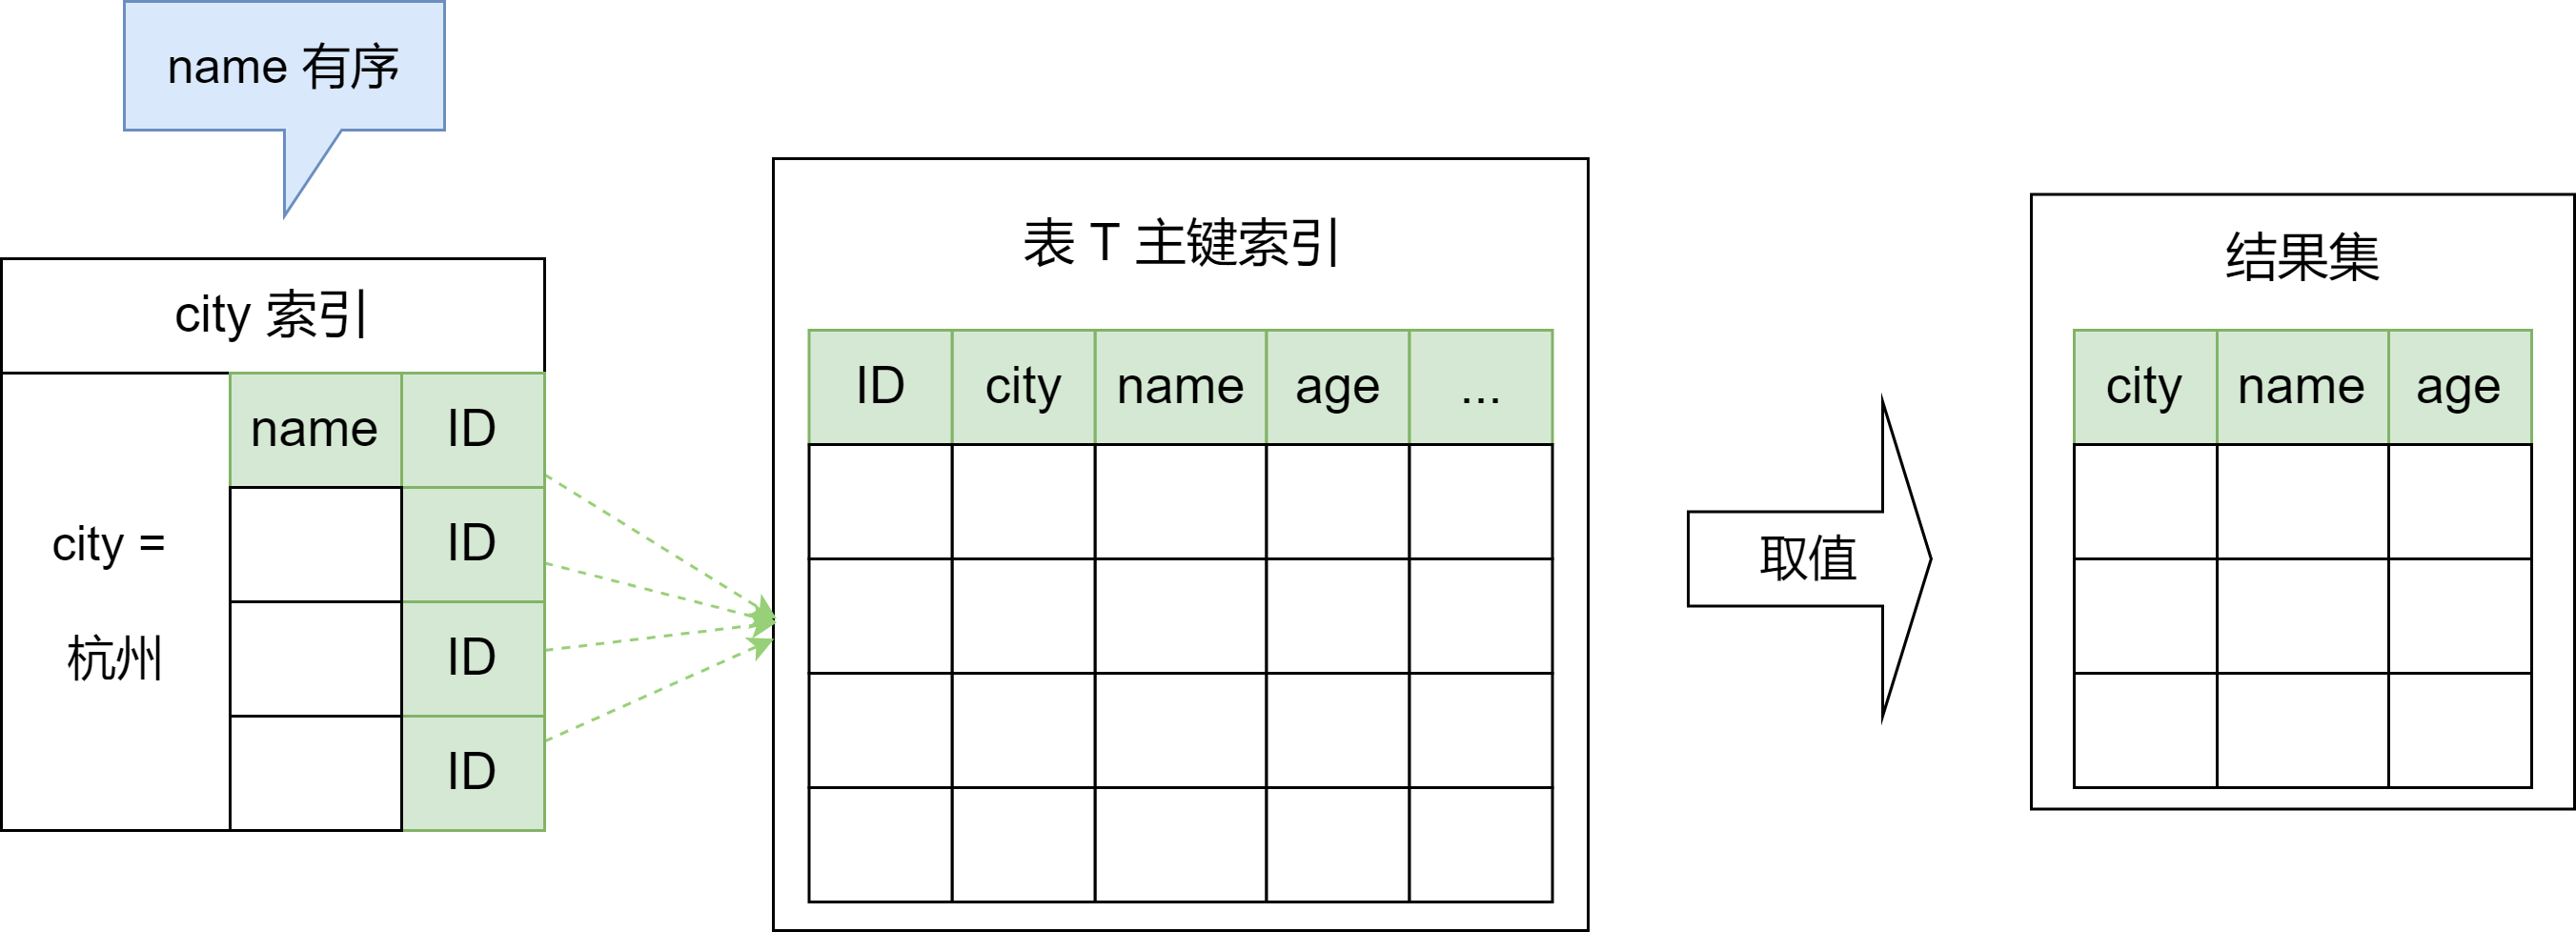 name 有序
city 索引
name ID
city =
杭州
ID
ID
ID
表 T 主键索引
ID city name age ...
取值
结果集
city name age